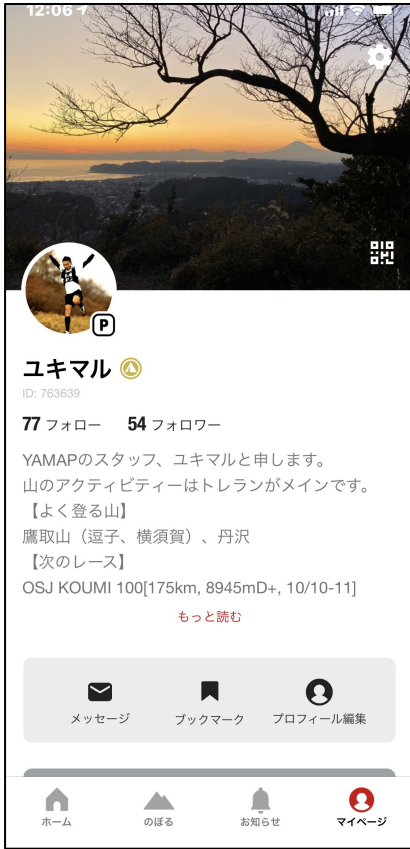 12:06
P
ユキマル
ID: 763639
77 フォロー 54 フォロワー
YAMAPのスタッフ、ユキマルと申します。
山のアクティビティーはトレランがメインです。
【よく登る山】
鷹取山（逗子、横須賀）、丹沢
【次のレース】
OSJ KOUMI 100[175km, 8945mD+, 10/10-11]
もっと読む
メッセージ ブックマーク プロフィール編集
ホーム のぼる お知らせ マイページ